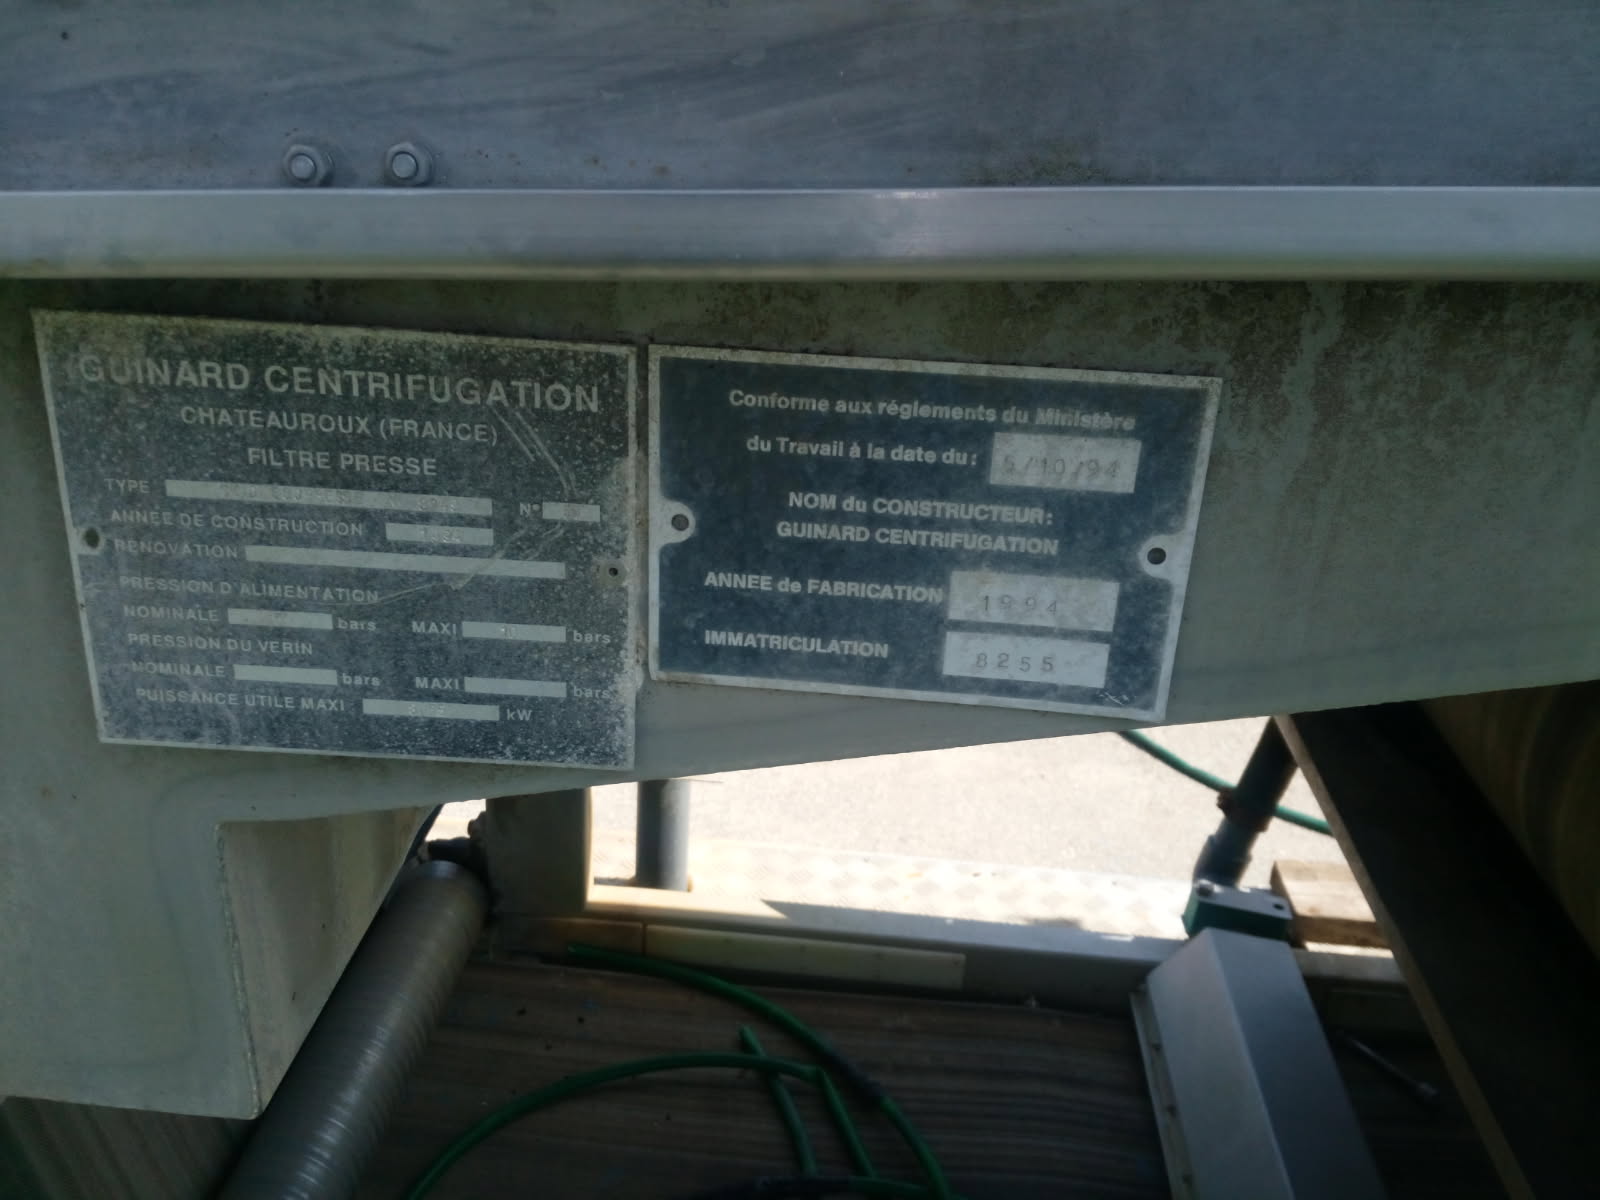 GUINARD CENTRIFUGATION
CHATEAUROUX (FRANCE)
FILTRE PRESSE
TYPE N°
ANNEE DE CONSTRUCTION 1994
RENOVATION
PRESSION D'ALIMENTATION
NOMINALE bars MAXI bars
PRESSION DU VERIN
NOMINALE bars MAXI bars
PUISSANCE UTILE MAXI kW
Conforme aux réglements du Ministère
du Travail à la date du: 5/10/94
NOM du CONSTRUCTEUR:
GUINARD CENTRIFUGATION
ANNEE de FABRICATION 1994
IMMATRICULATION 8255